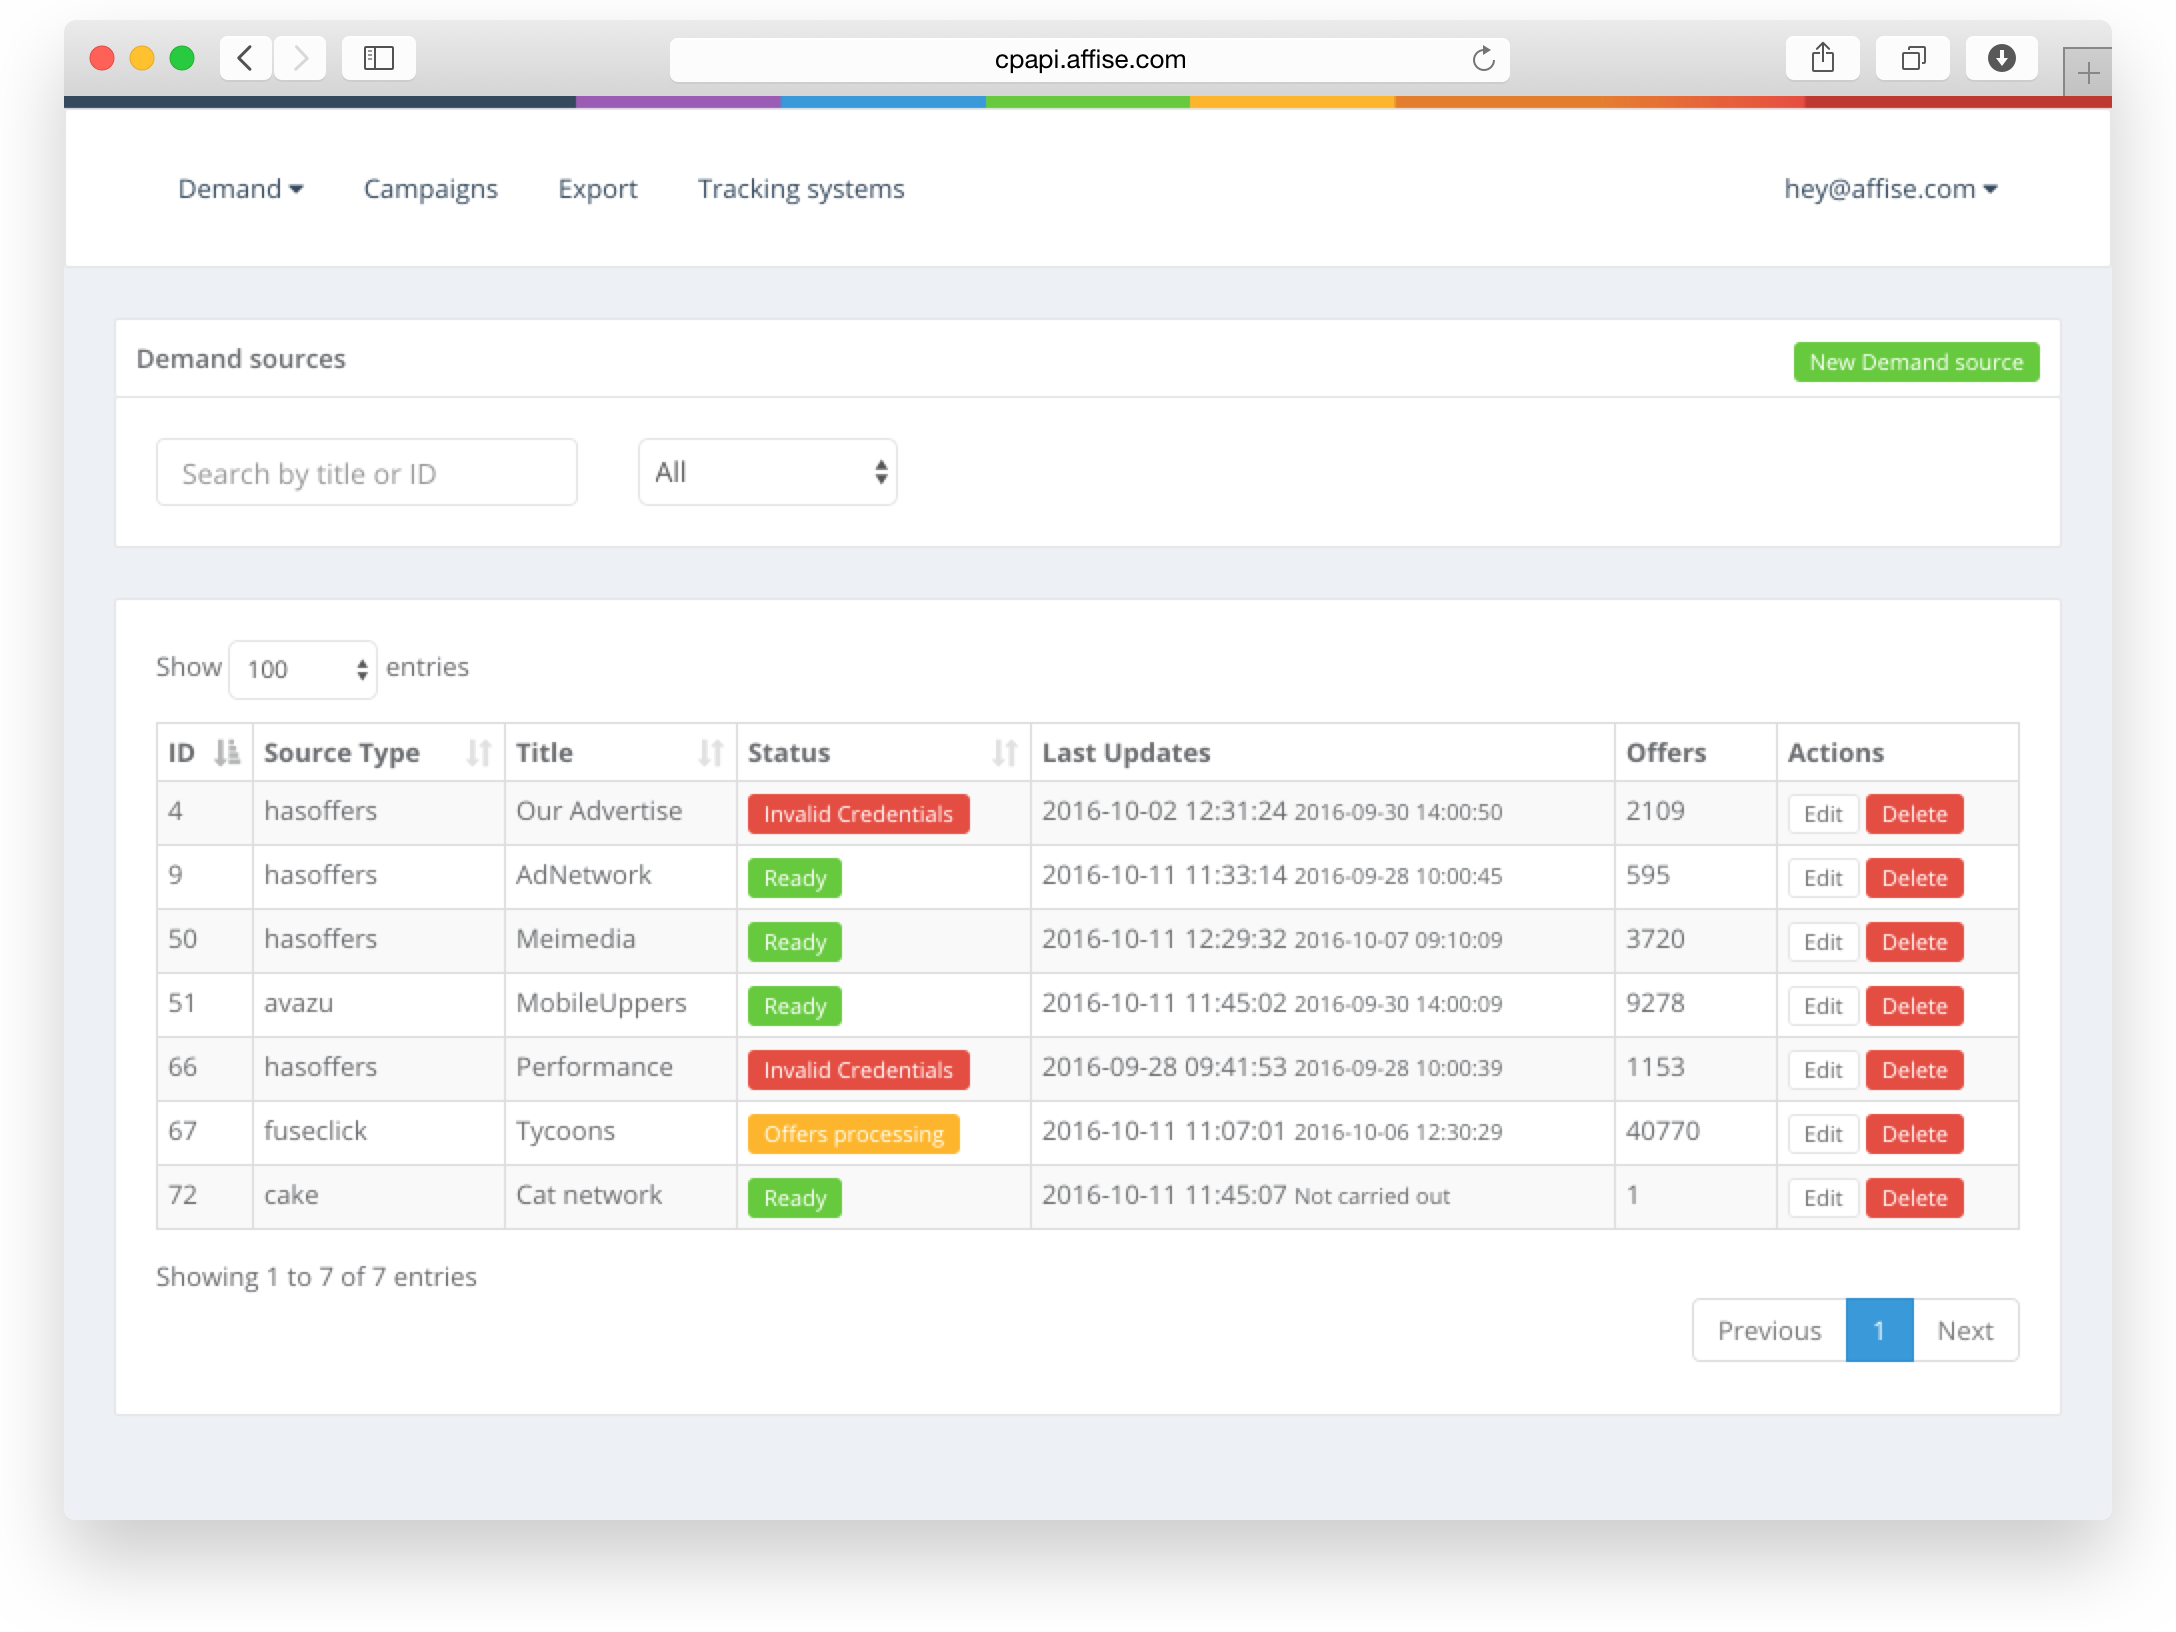 cpapi.affise.com
Demand Campaigns Export Tracking systems hey@affise.com
Demand sources New Demand source
Search by title or ID All
Show 100 entries
ID Source Type Title Status Last Updates Offers Actions
4 hasoffers Our Advertise Invalid Credentials 2016-10-02 12:31:24 2016-09-30 14:00:50 2109 Edit Delete
9 hasoffers AdNetwork Ready 2016-10-11 11:33:14 2016-09-28 10:00:45 595 Edit Delete
50 hasoffers Meimedia Ready 2016-10-11 12:29:32 2016-10-07 09:10:09 3720 Edit Delete
51 avazu MobileUppers Ready 2016-10-11 11:45:02 2016-09-30 14:00:09 9278 Edit Delete
66 hasoffers Performance Invalid Credentials 2016-09-28 09:41:53 2016-09-28 10:00:39 1153 Edit Delete
67 fuseclick Tycoons Offers processing 2016-10-11 11:07:01 2016-10-06 12:30:29 40770 Edit Delete
72 cake Cat network Ready 2016-10-11 11:45:07 Not carried out 1 Edit Delete
Showing 1 to 7 of 7 entries
Previous 1 Next